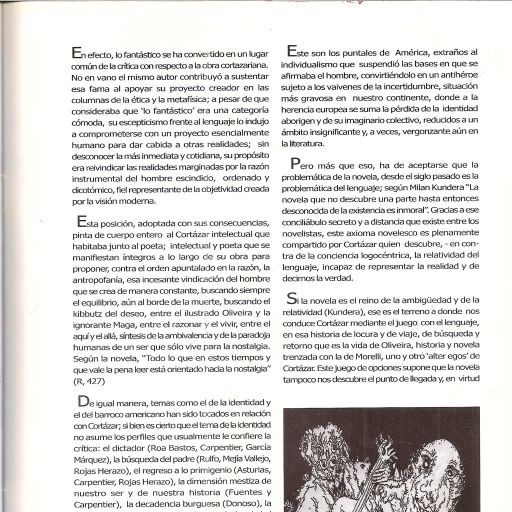 En efecto, lo fantástico se ha convertido en un lugar
común de la crítica con respecto a la obra cortazariana.
No en vano el mismo autor contribuyó a sustentar
esa fama al apoyar su proyecto creador en las
columnas de la ética y la metafísica; a pesar de que
consideraba que 'lo fantástico' era una categoría
cómoda, su escepticismo frente al lenguaje lo indujo
a comprometerse con un proyecto esencialmente
humano para dar cabida a otras realidades; sin
desconocer la más inmediata y cotidiana, su propósito
era reivindicar las realidades marginadas por la razón
instrumental del hombre escindido, ordenado y
dicotómico, fiel representante de la objetividad creada
por la visión moderna.
Esta posición, adoptada con sus consecuencias,
pinta de cuerpo entero al Cortázar intelectual que
habitaba junto al poeta; intelectual y poeta que se
manifiestan íntegros a lo largo de su obra para
proponer, contra el orden apuntalado en la razón, la
antropofanía, esa incesante vindicación del hombre
que se crea de manera constante, buscando siempre
el equilibrio, aún al borde de la muerte, buscando el
kibbutz del deseo, entre el ilustrado Oliveira y la
ignorante Maga, entre el razonar y el vivir, entre el
aquí y el allá, síntesis de la ambivalencia y de la paradoja
humanas de un ser que sólo vive para la nostalgia.
Según la novela, "Todo lo que en estos tiempos y
que vale la pena leer está orientado hacia la nostalgia"
(R, 427)
De igual manera, temas como el de la identidad y
el del barroco americano han sido tocados en relación
con Cortázar; si bien es cierto que el tema de la identidad
no asume los perfiles que usualmente le confiere la
crítica: el dictador (Roa Bastos, Carpentier, García
Márquez), la búsqueda del padre (Rulfo, Mejía Vallejo,
Rojas Herazo), el regreso a lo primigenio (Asturias,
Carpentier, Rojas Herazo), la dimensión mestiza de
nuestro ser y de nuestra historia (Fuentes y
Carpentier), la decadencia burguesa (Donoso), la
Este son los puntales de América, extraños al
individualismo que suspendió las bases en que se
afirmaba el hombre, convirtiéndolo en un antihéroe
sujeto a los vaivenes de la incertidumbre, situación
más gravosa en nuestro continente, donde a la
herencia europea se suma la pérdida de la identidad
aborigen y de su imaginario colectivo, reducidos a un
ámbito insignificante y, a veces, vergonzante aún en
la literatura.
Pero más que eso, ha de aceptarse que la
problemática de la novela, desde el siglo pasado es la
problemática del lenguaje; según Milan Kundera "La
novela que no descubre una parte hasta entonces
desconocida de la existencia es inmoral". Gracias a ese
conciliábulo secreto y a distancia que existe entre los
novelistas, este axioma novelesco es plenamente
compartido por Cortázar quien descubre, - en con-
tra de la conciencia logocéntrica, la relatividad del
lenguaje, incapaz de representar la realidad y de
decirnos la verdad.
Si la novela es el reino de la ambigüedad y de la
relatividad (Kundera), ese es el terreno a donde nos
conduce Cortázar mediante el juego con el lenguaje,
en esa historia de locura y de viaje, de búsqueda y
retorno que es la vida de Oliveira, historia y novela
trenzada con la de Morelli, uno y otro 'alter egos' de
Cortázar. Este juego de opciones supone que la novela
tampoco nos descubre el punto de llegada y, en virtud